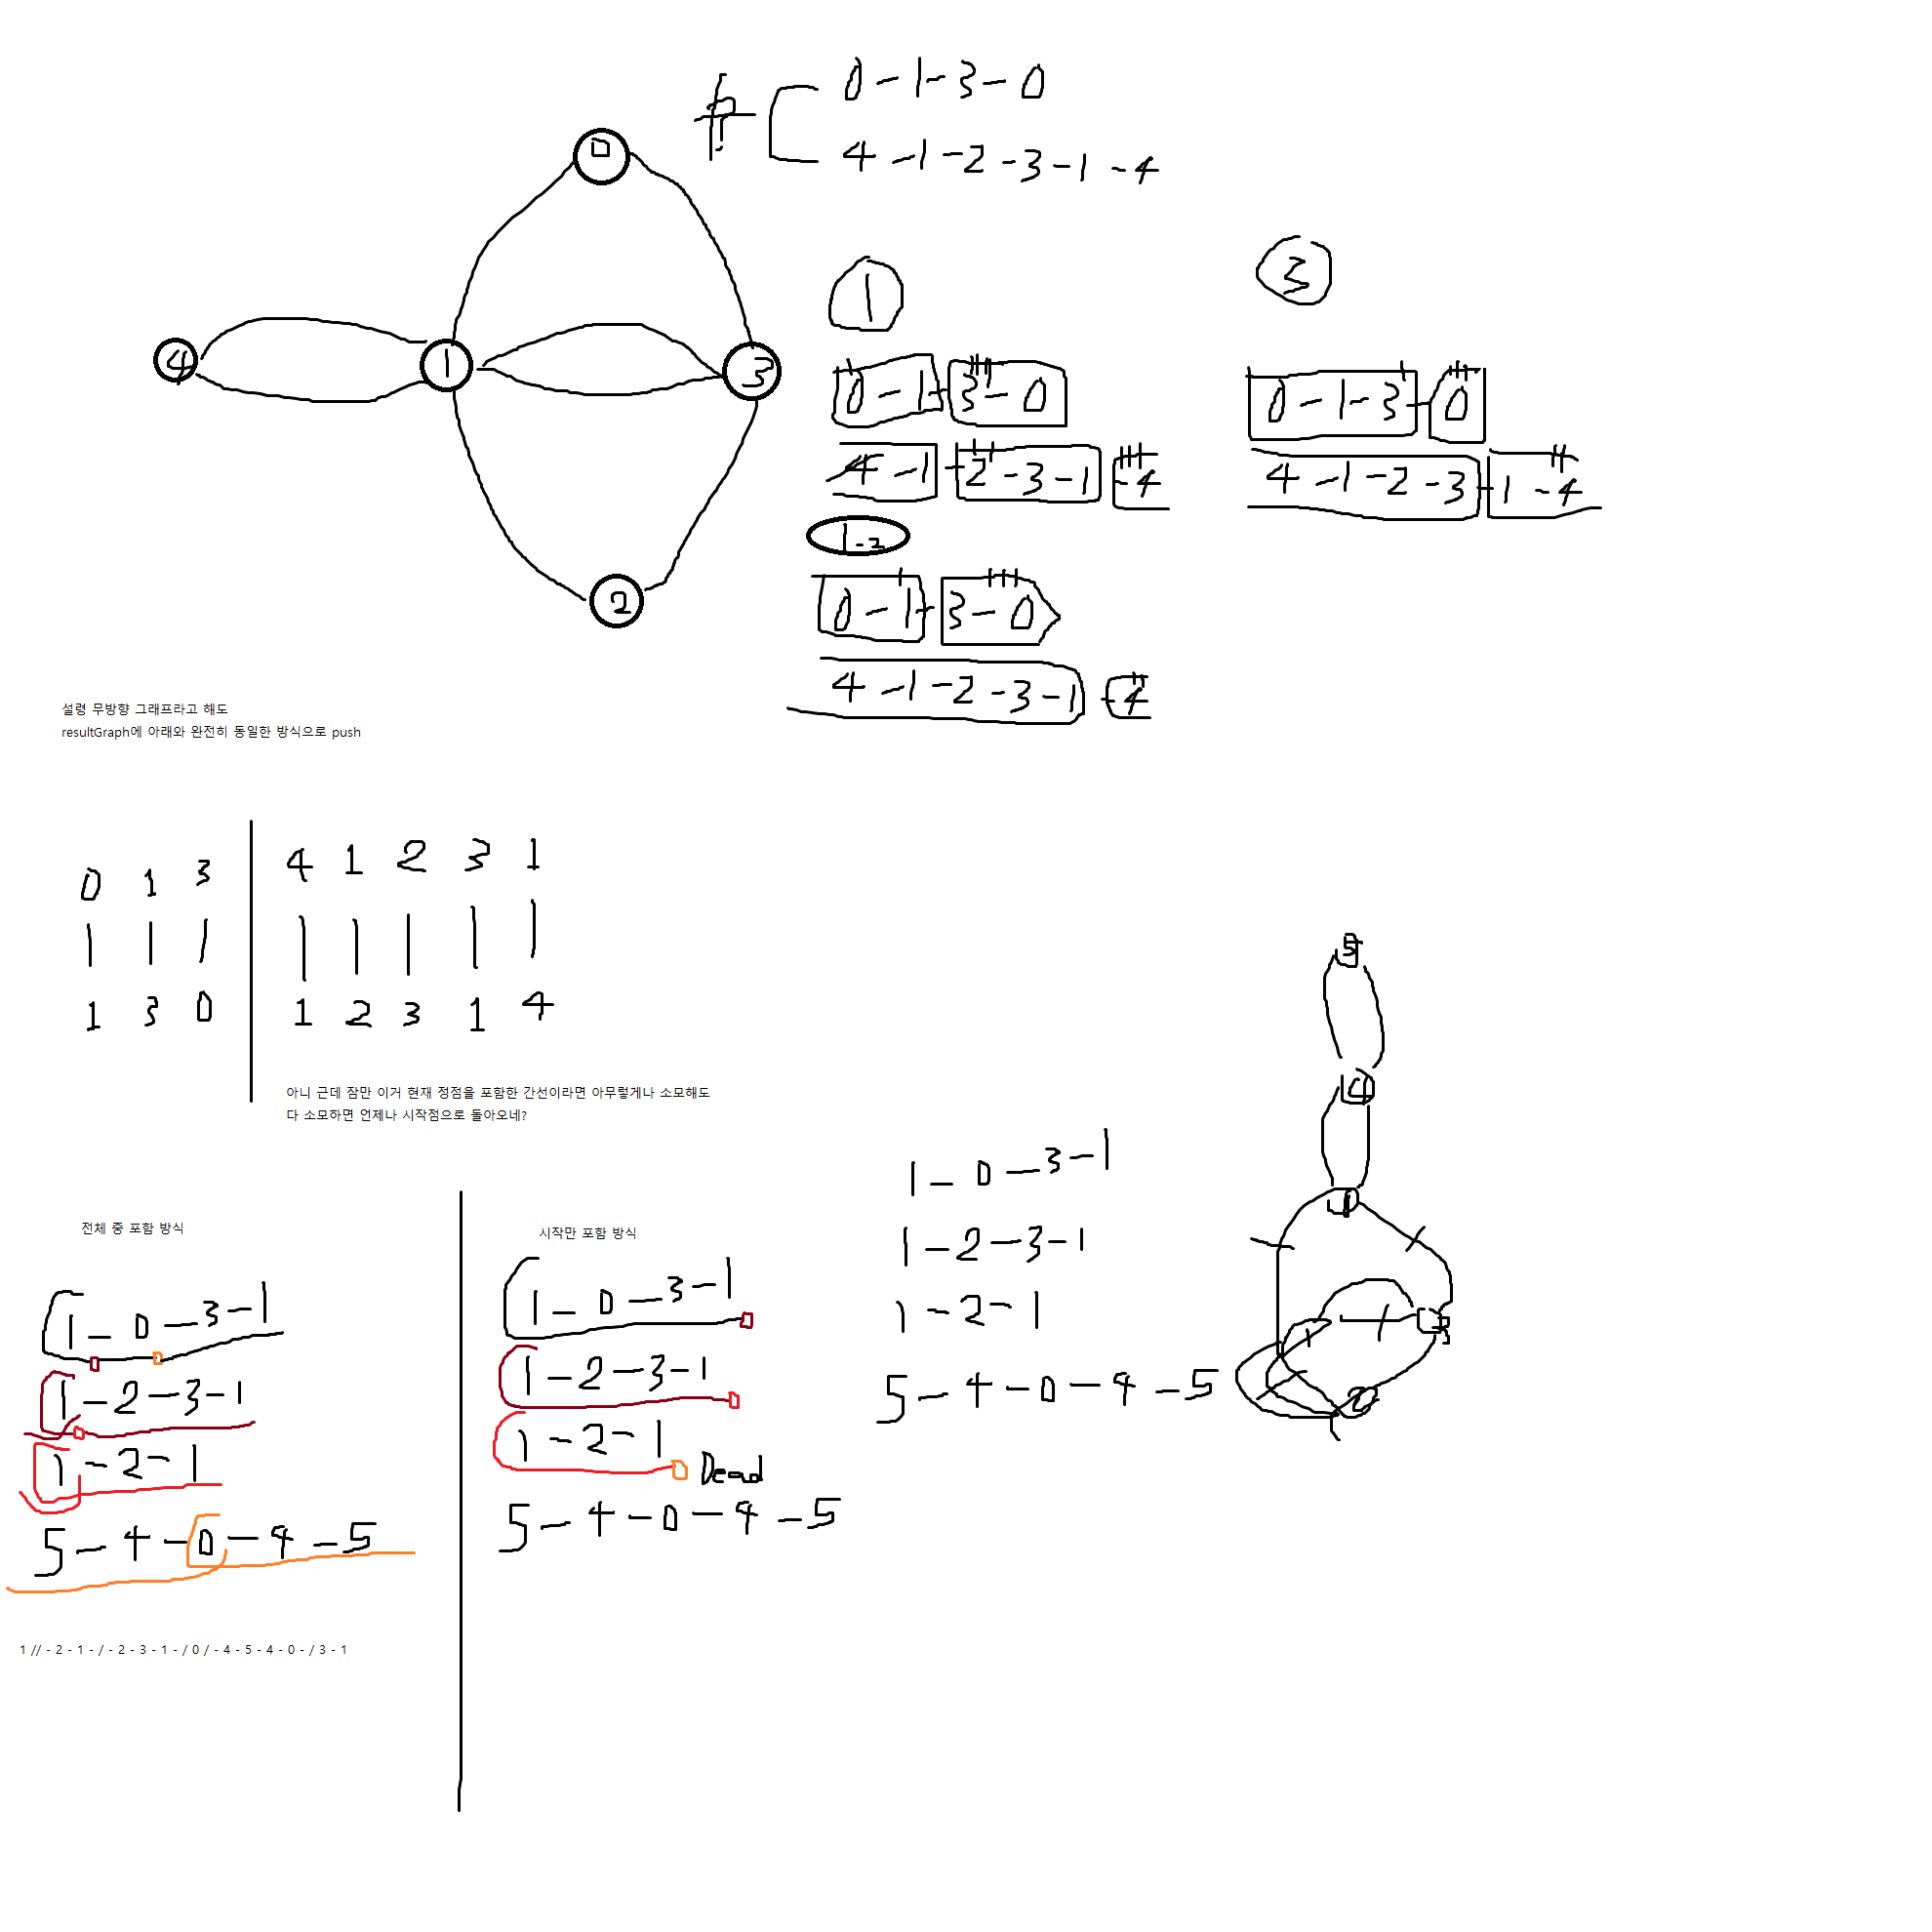 0 - 1 - 3 - 0
4 - 1 - 2 - 3 - 1 - 4
0
4
1
3
2
1
3
0 - 1 - 3 - 0
4 - 1 - 2 - 3 - 1 - 4
0 - 1 - 3 - 0
4 - 1 - 2 - 3 - 1 - 4
1 - 2
0 - 1 - 3 - 0
4 - 1 - 2 - 3 - 1 - 4
설령 무방향 그래프라고 해도
resultGraph에 아래와 완전히 동일한 방식으로 push
0 1 3
4 1 2 3 1
1 3 0
1 2 3 1 4
아니 근데 잠만 이거 현재 정점을 포함한 간선이라면 아무렇게나 소모해도
다 소모하면 언제나 시작점으로 돌아오네?
5
4
0
3
1
2
1 - 0 - 3 - 1
1 - 2 - 3 - 1
1 - 2 - 1
5 - 4 - 0 - 4 - 5
전체 중 포함 방식
1 - 0 - 3 - 1
1 - 2 - 3 - 1
1 - 2 - 1
5 - 4 - 0 - 4 - 5
시작만 포함 방식
1 - 0 - 3 - 1
1 - 2 - 3 - 1
1 - 2 - 1
Dead
5 - 4 - 0 - 4 - 5
1 // - 2 - 1 - / - 2 - 3 - 1 - / 0 / - 4 - 5 - 4 - 0 - / 3 - 1